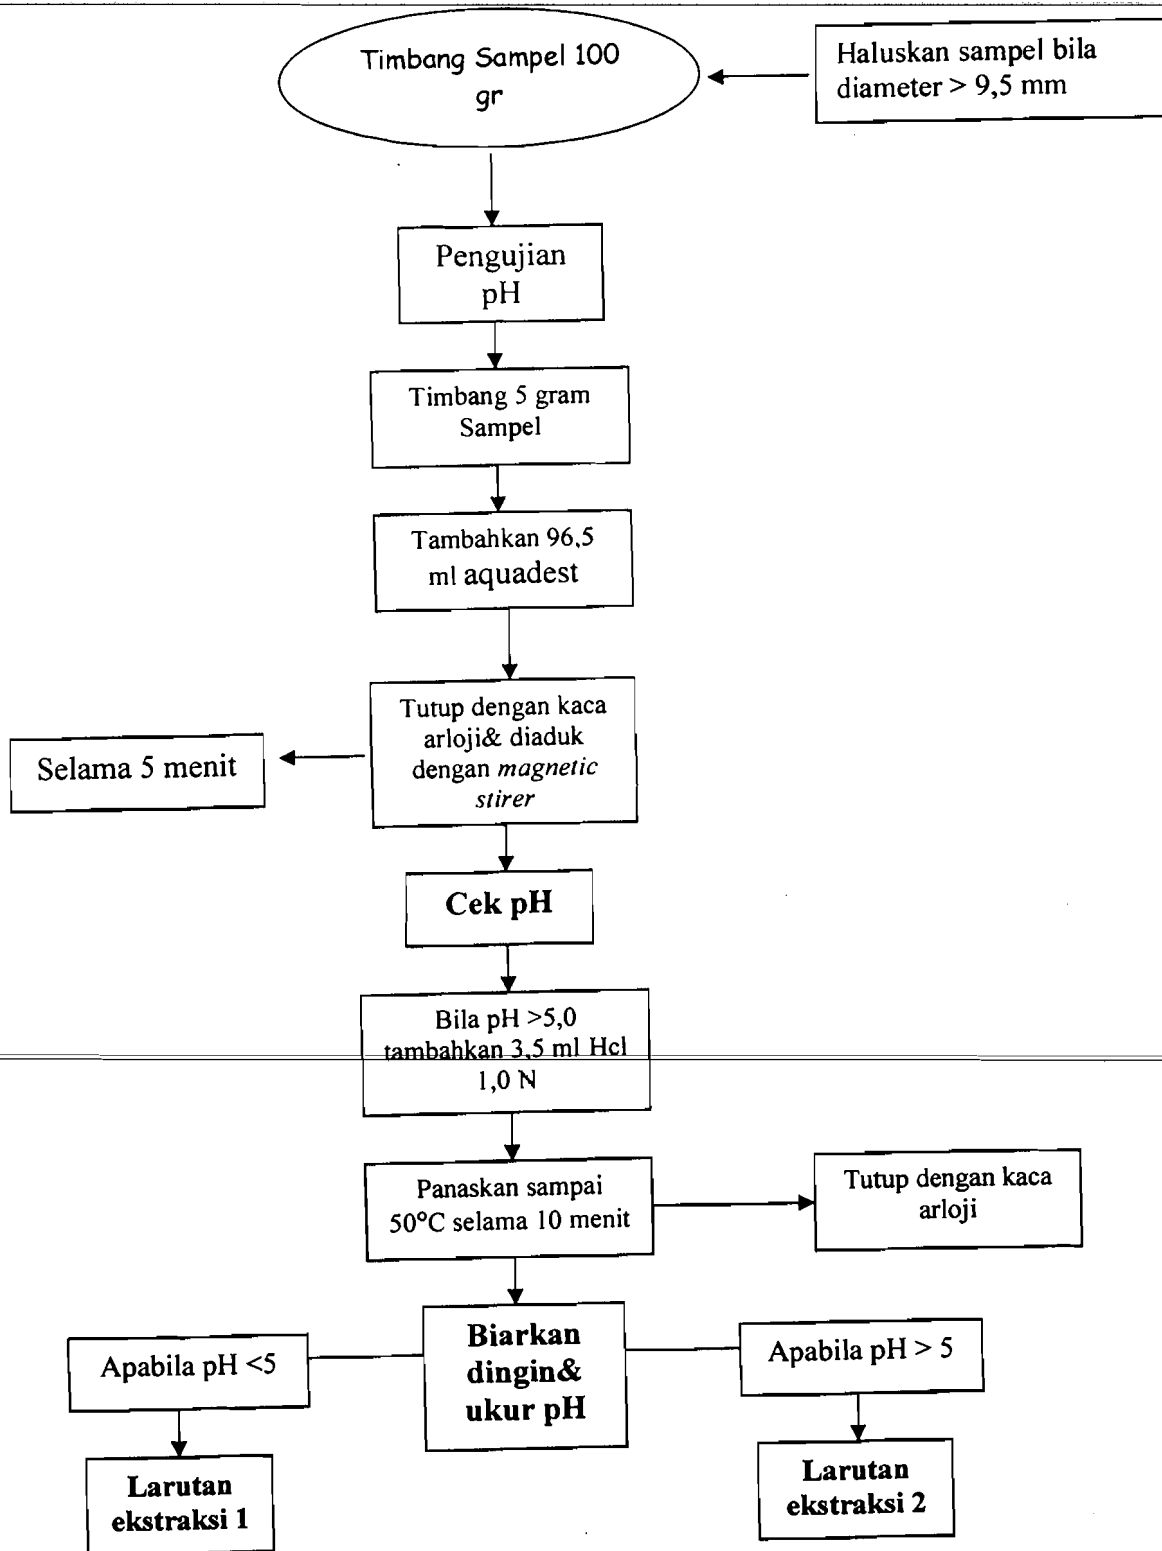 Timbang Sampel 100
gr
Haluskan sampel bila
diameter > 9,5 mm
Pengujian
pH
Timbang 5 gram
Sampel
Tambahkan 96,5
ml aquadest
Tutup dengan kaca
arloji& diaduk
dengan magnetic
stirer
Selama 5 menit
Cek pH
Bila pH >5,0
tambahkan 3,5 ml Hcl
1,0 N
Panaskan sampai
50°C selama 10 menit
Tutup dengan kaca
arloji
Biarkan
dingin&
ukur pH
Apabila pH <5
Apabila pH > 5
Larutan
ekstraksi 1
Larutan
ekstraksi 2